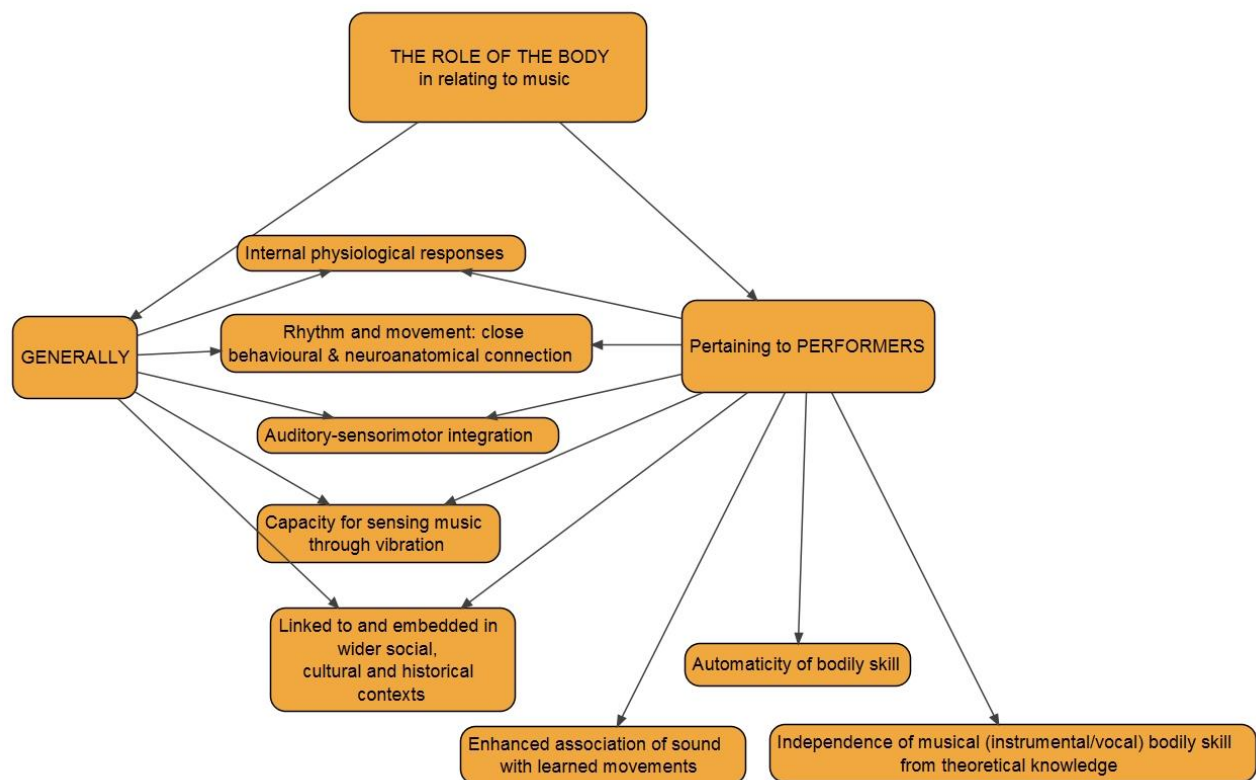 THE ROLE OF THE BODY
in relating to music
Internal physiological responses
GENERALLY
Rhythm and movement: close
behavioural & neuroanatomical connection
Pertaining to PERFORMERS
Auditory-sensorimotor integration
Capacity for sensing music
through vibration
Linked to and embedded in
wider social,
cultural and historical
contexts
Automaticity of bodily skill
Enhanced association of sound
with learned movements
Independence of musical (instrumental/vocal) bodily skill
from theoretical knowledge